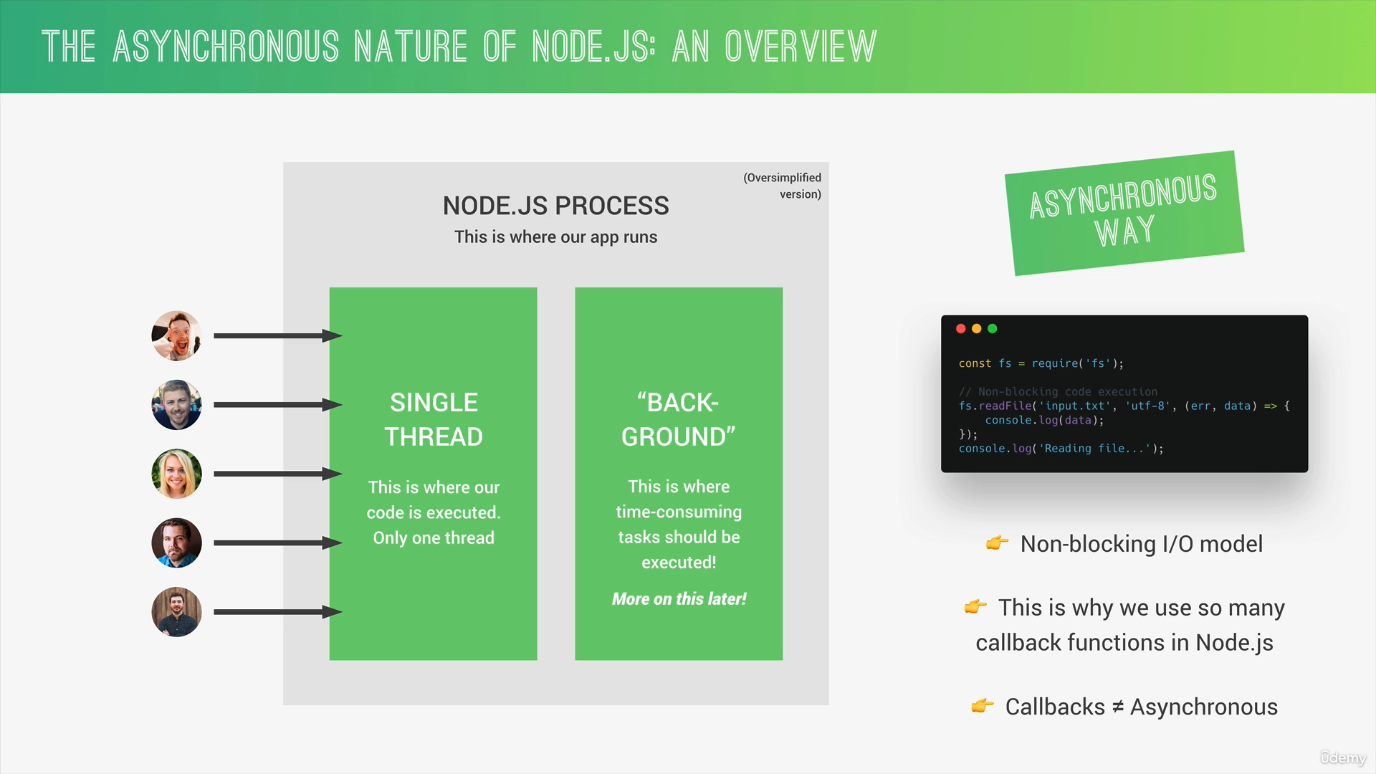 THE ASYNCHRONOUS NATURE OF NODE.JS: AN OVERVIEW
(Oversimplified
version)
NODE.JS PROCESS
This is where our app runs
SINGLE
THREAD
This is where our
code is executed.
Only one thread
“BACK-
GROUND”
This is where
time-consuming
tasks should be
executed!
More on this later!
ASYNCHRONOUS
WAY
const fs = require('fs');
// Non-blocking code execution
fs.readFile('input.txt', 'utf-8', (err, data) => {
    console.log(data);
});
console.log('Reading file...');
👉 Non-blocking I/O model
👉 This is why we use so many
callback functions in Node.js
👉 Callbacks ≠ Asynchronous
ûdemy